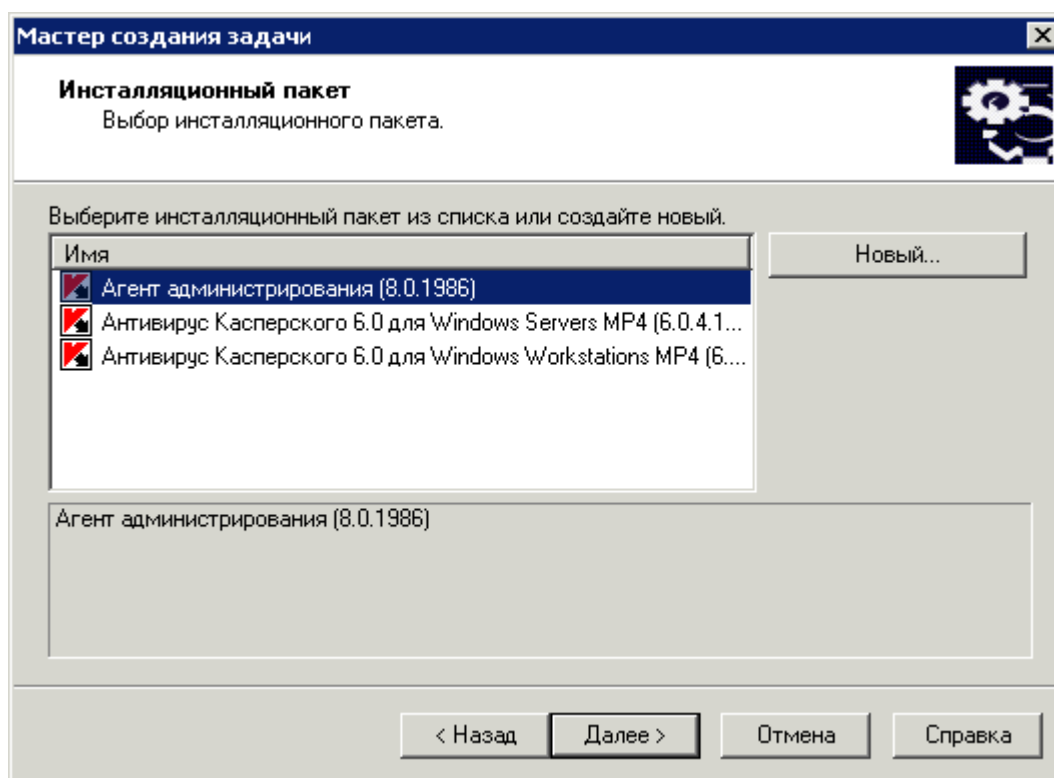 Мастер создания задачи
Инсталляционный пакет
Выбор инсталляционного пакета.
Выберите инсталляционный пакет из списка или создайте новый.
Имя
Новый...
Агент администрирования (8.0.1986)
Антивирус Касперского 6.0 для Windows Servers MP4 (6.0.4.1...
Антивирус Касперского 6.0 для Windows Workstations MP4 (6....
Агент администрирования (8.0.1986)
< Назад Далее > Отмена Справка